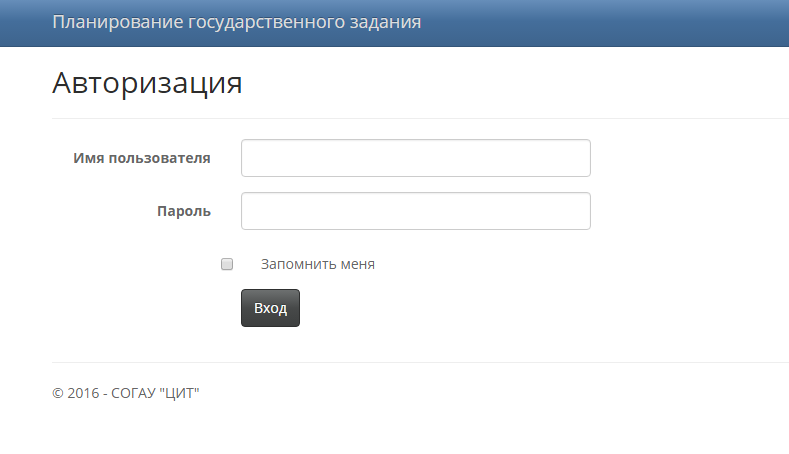 Планирование государственного задания
Авторизация
Имя пользователя
Пароль
Запомнить меня
Вход
© 2016 - СОГАУ "ЦИТ"